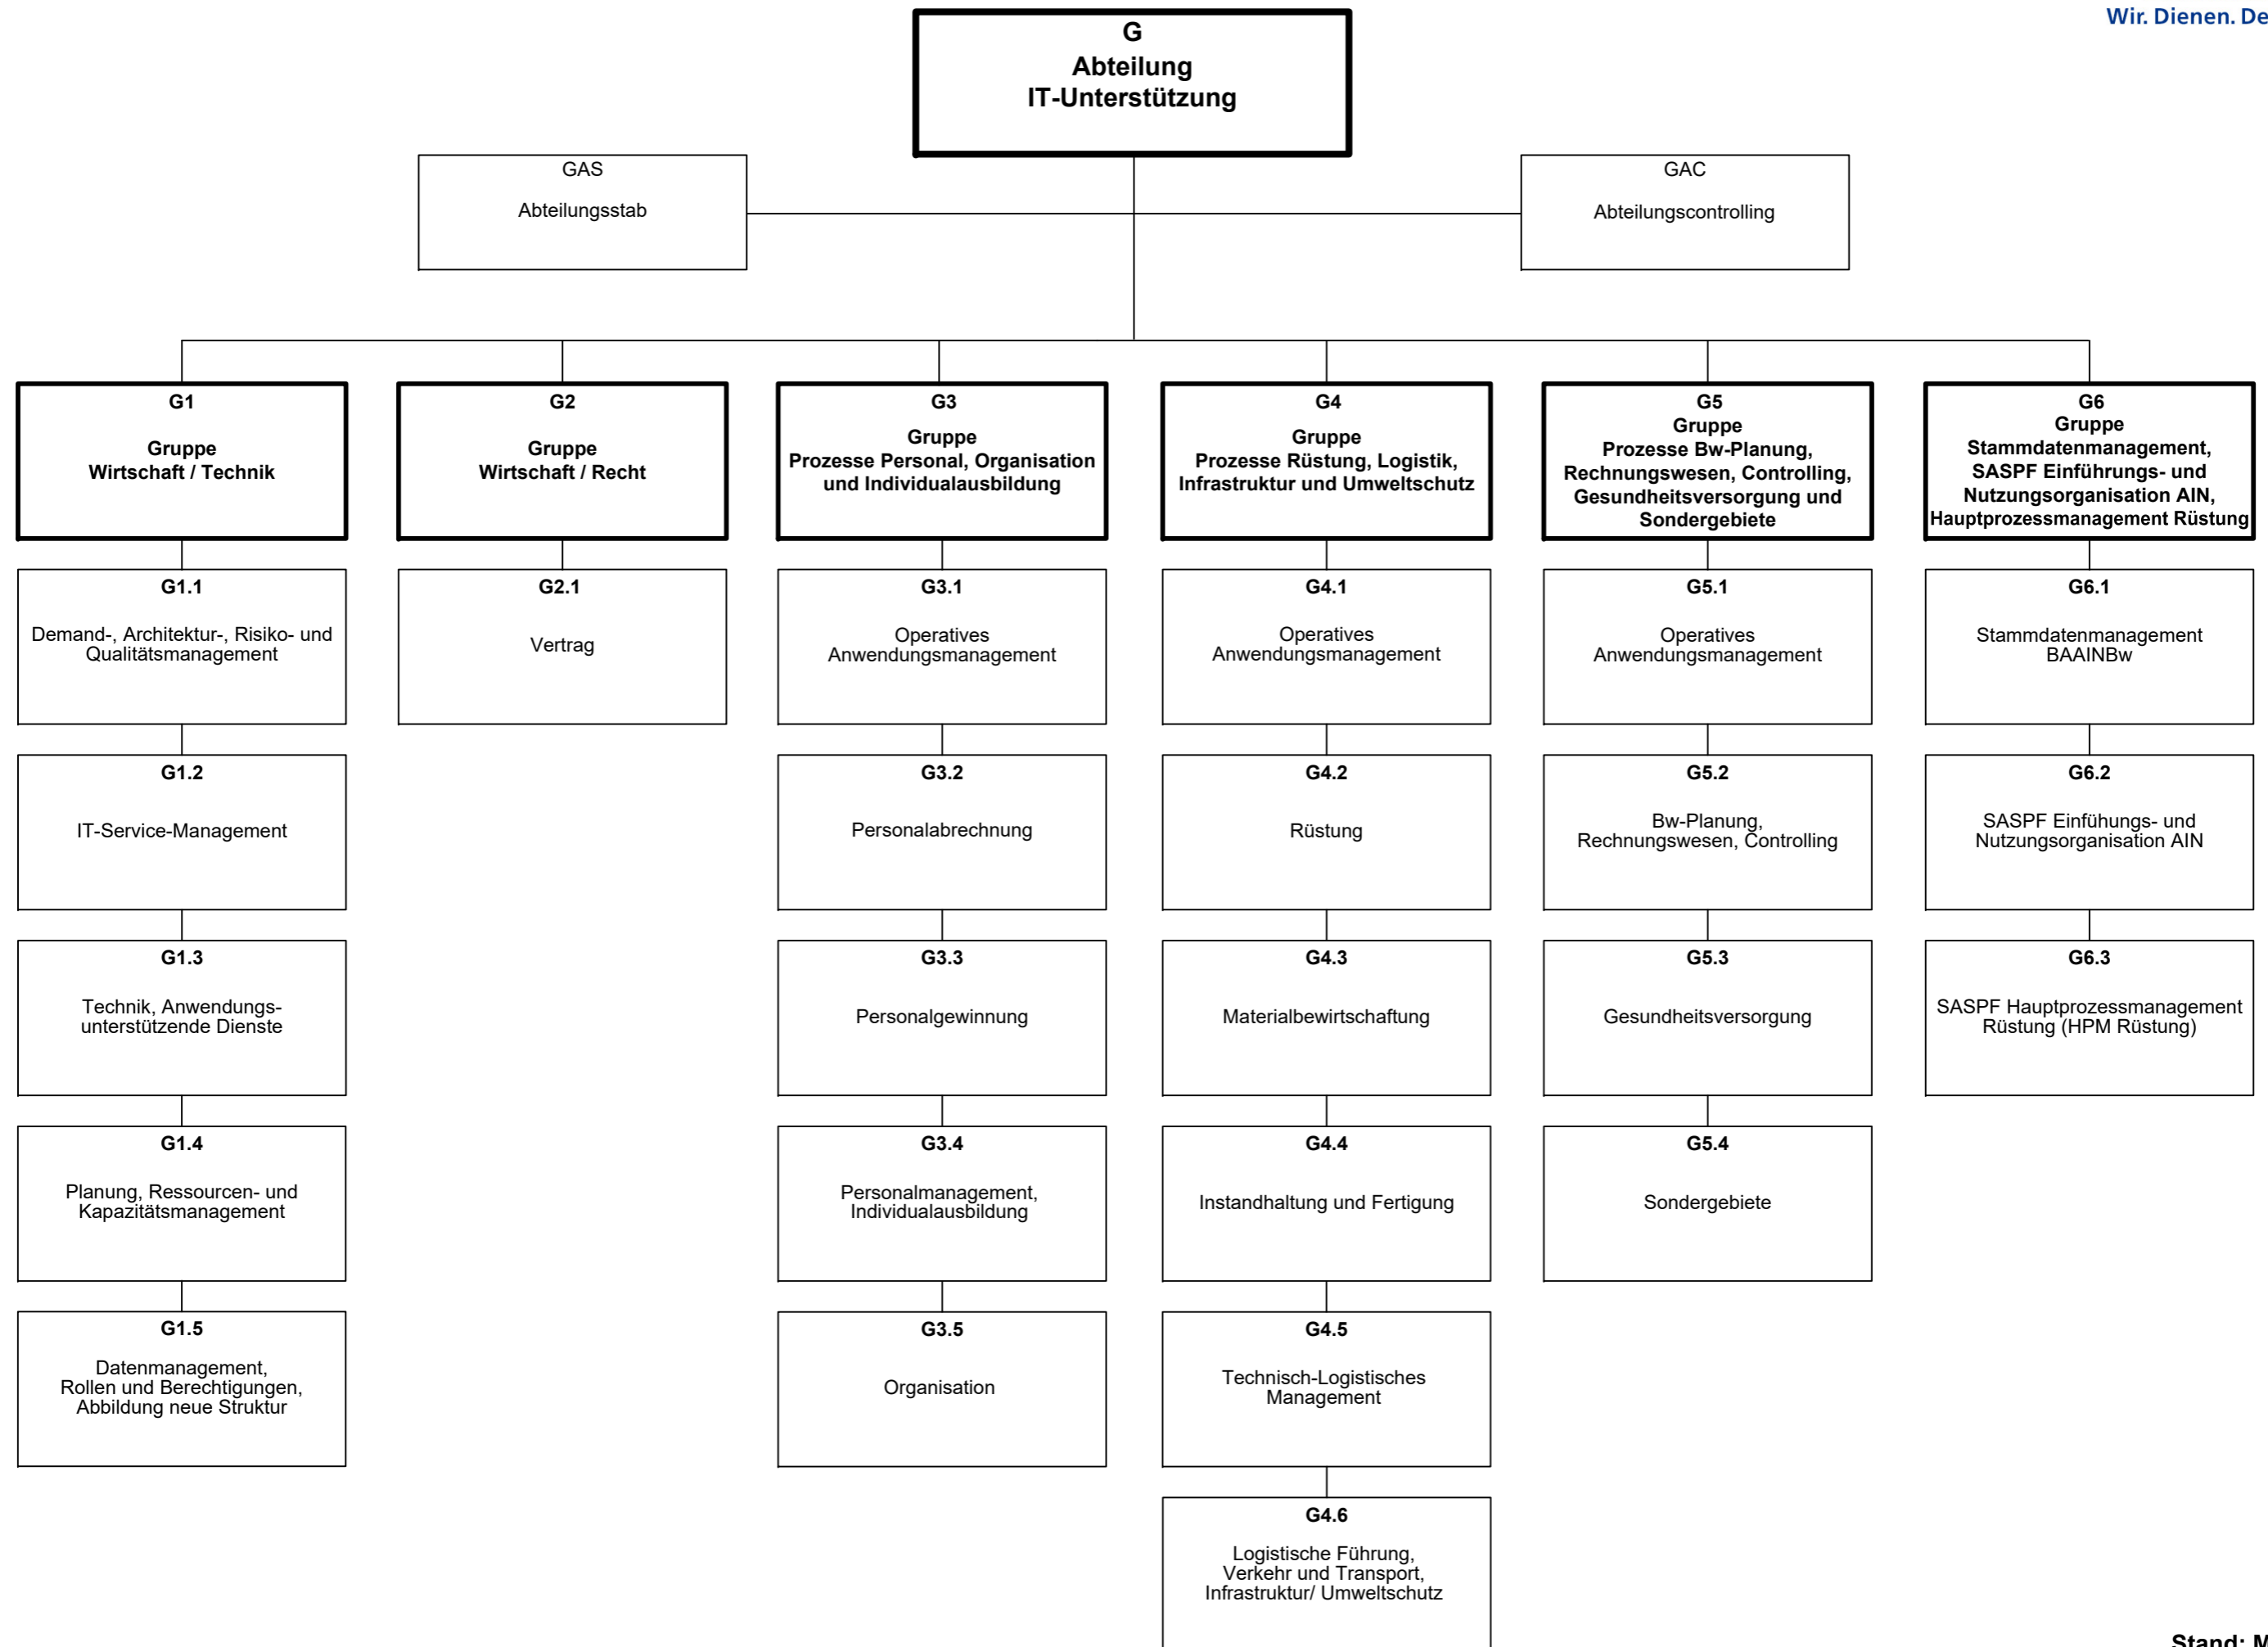 Wir. Dienen.
G
Abteilung
IT-Unterstützung
GAS
Abteilungsstab
GAC
Abteilungscontrolling
G1
Gruppe
Wirtschaft / Technik
G2
Gruppe
Wirtschaft / Recht
G3
Gruppe
Prozesse Personal, Organisation
und Individualausbildung
G4
Gruppe
Prozesse Rüstung, Logistik,
Infrastruktur und Umweltschutz
G5
Gruppe
Prozesse Bw-Planung,
Rechnungswesen, Controlling,
Gesundheitsversorgung und
Sondergebiete
G6
Gruppe
Stammdatenmanagement,
SASPF Einführungs- und
Nutzungsorganisation AIN,
Hauptprozessmanagement Rüstung
G1.1
Demand-, Architektur-, Risiko- und
Qualitätsmanagement
G2.1
Vertrag
G3.1
Operatives
Anwendungsmanagement
G4.1
Operatives
Anwendungsmanagement
G5.1
Operatives
Anwendungsmanagement
G6.1
Stammdatenmanagement
BAAINBw
G1.2
IT-Service-Management
G3.2
Personalabrechnung
G4.2
Rüstung
G5.2
Bw-Planung,
Rechnungswesen, Controlling
G6.2
SASPF Einfühungs- und
Nutzungsorganisation AIN
G1.3
Technik, Anwendungs-
unterstützende Dienste
G3.3
Personalgewinnung
G4.3
Materialbewirtschaftung
G5.3
Gesundheitsversorgung
G6.3
SASPF Hauptprozessmanagement
Rüstung (HPM Rüstung)
G1.4
Planung, Ressourcen- und
Kapazitätsmanagement
G3.4
Personalmanagement,
Individualausbildung
G4.4
Instandhaltung und Fertigung
G5.4
Sondergebiete
G1.5
Datenmanagement,
Rollen und Berechtigungen,
Abbildung neue Struktur
G3.5
Organisation
G4.5
Technisch-Logistisches
Management
G4.6
Logistische Führung,
Verkehr und Transport,
Infrastruktur/ Umweltschutz
Stand: